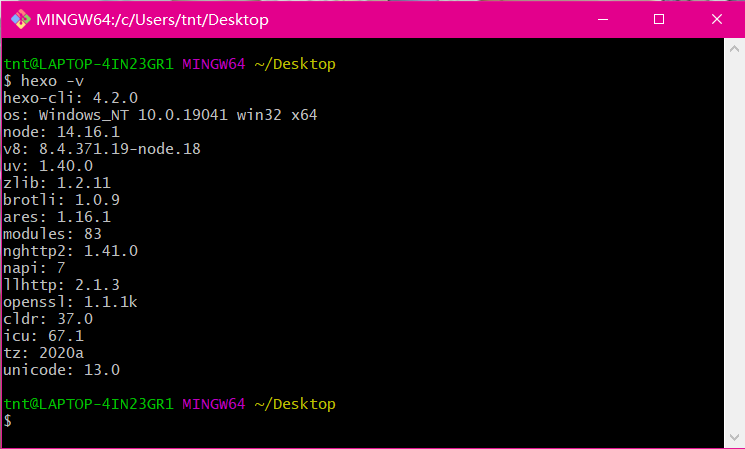 MINGW64:/c/Users/tnt/Desktop
tnt@LAPTOP-4IN23GR1 MINGW64 ~/Desktop
$ hexo -v
hexo-cli: 4.2.0
os: Windows_NT 10.0.19041 win32 x64
node: 14.16.1
v8: 8.4.371.19-node.18
uv: 1.40.0
zlib: 1.2.11
brotli: 1.0.9
ares: 1.16.1
modules: 83
nghttp2: 1.41.0
napi: 7
llhttp: 2.1.3
openssl: 1.1.1k
cldr: 37.0
icu: 67.1
tz: 2020a
unicode: 13.0
tnt@LAPTOP-4IN23GR1 MINGW64 ~/Desktop
$